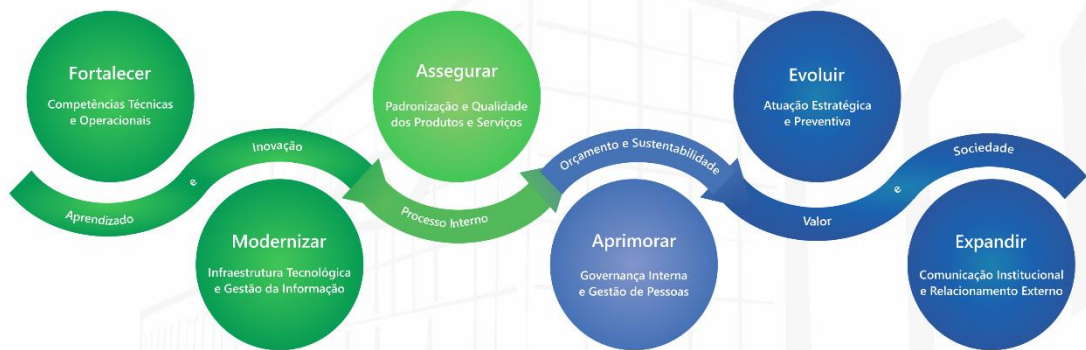 Fortalecer
Competências Técnicas
e Operacionais
Aprendizado e Inovação
Modernizar
Infraestrutura Tecnológica
e Gestão da Informação
Assegurar
Padronização e Qualidade
dos Produtos e Serviços
Processo Interno
Orçamento e Sustentabilidade
Aprimorar
Governança Interna
e Gestão de Pessoas
Evoluir
Atuação Estratégica
e Preventiva
Valor e Sociedade
Expandir
Comunicação Institucional
e Relacionamento Externo